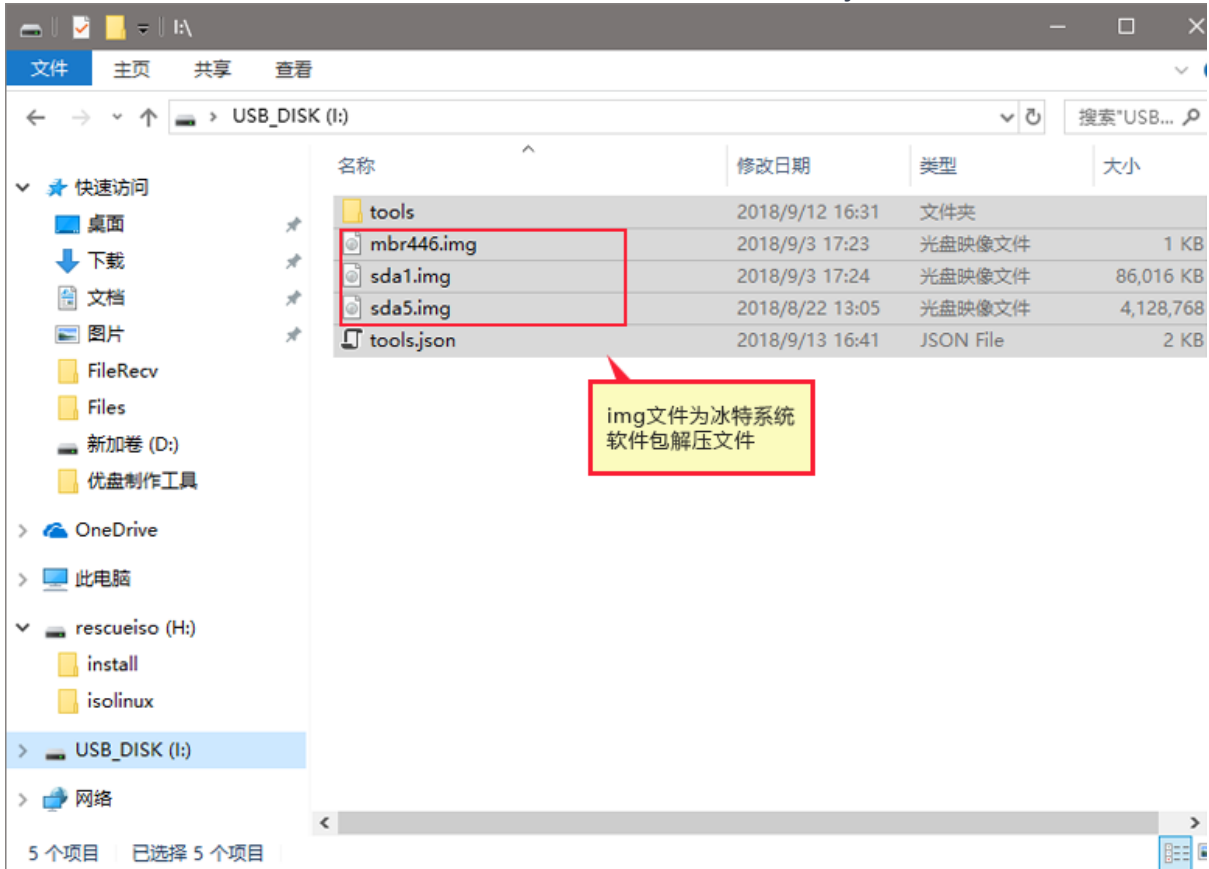 I:\
文件 主页 共享 查看
USB_DISK (I:)
搜索"USB...
名称 修改日期 类型 大小
快速访问
桌面
下载
文档
图片
FileRecv
Files
新加卷 (D:)
优盘制作工具
OneDrive
此电脑
rescueiso (H:)
install
isolinux
USB_DISK (I:)
网络
tools 2018/9/12 16:31 文件夹
mbr446.img 2018/9/3 17:23 光盘映像文件 1 KB
sda1.img 2018/9/3 17:24 光盘映像文件 86,016 KB
sda5.img 2018/8/22 13:05 光盘映像文件 4,128,768
tools.json 2018/9/13 16:41 JSON File 2 KB
img文件为冰特系统
软件包解压文件
5 个项目 已选择 5 个项目